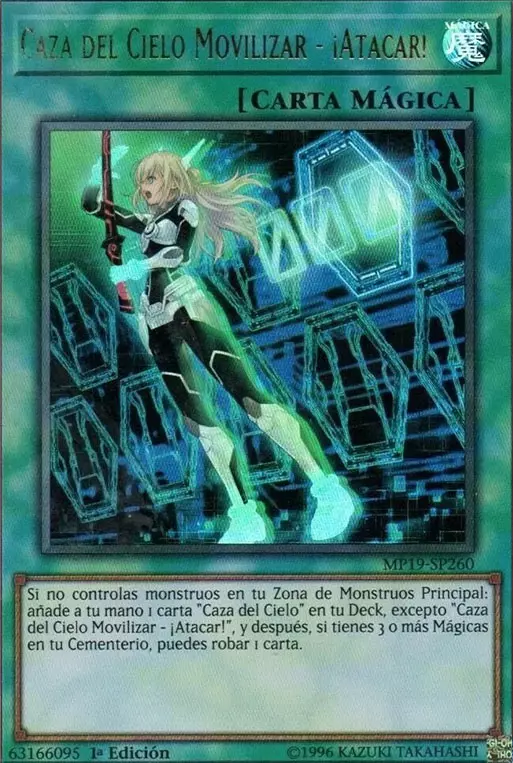 Caza del Cielo Movilizar - ¡Atacar!
MÁGICA
魔
[Carta Mágica]
MP19-SP260
Si no controlas monstruos en tu Zona de Monstruos Principal:
añade a tu mano 1 carta "Caza del Cielo" en tu Deck, excepto "Caza
del Cielo Movilizar - ¡Atacar!", y después, si tienes 3 o más Mágicas
en tu Cementerio, puedes robar 1 carta.
63166095 1ª Edición ©1996 KAZUKI TAKAHASHI